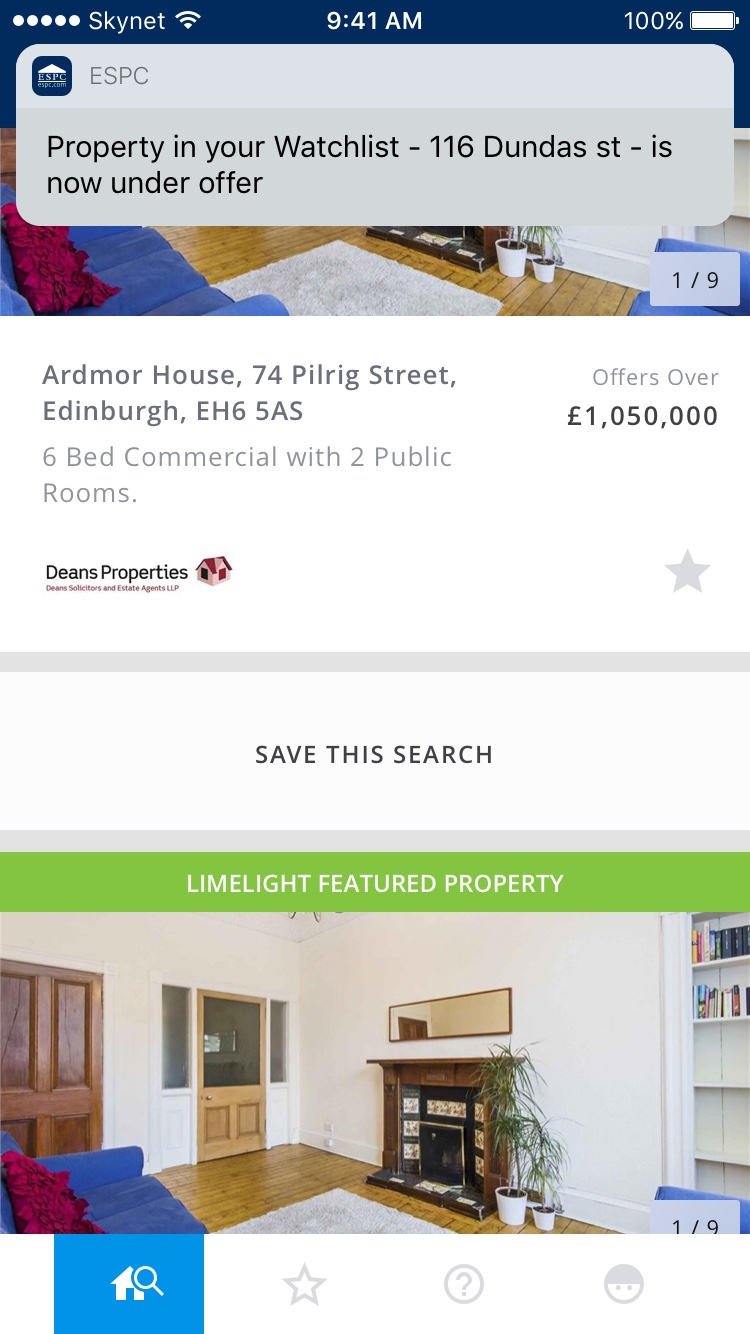 Skynet 9:41 AM 100%
ESPC
espc.com
ESPC
Property in your Watchlist - 116 Dundas st - is
now under offer
1 / 9
Ardmor House, 74 Pilrig Street,
Edinburgh, EH6 5AS
Offers Over
£1,050,000
6 Bed Commercial with 2 Public
Rooms.
Deans Properties
Deans Solicitors and Estate Agents LLP
SAVE THIS SEARCH
LIMELIGHT FEATURED PROPERTY
1 / 9